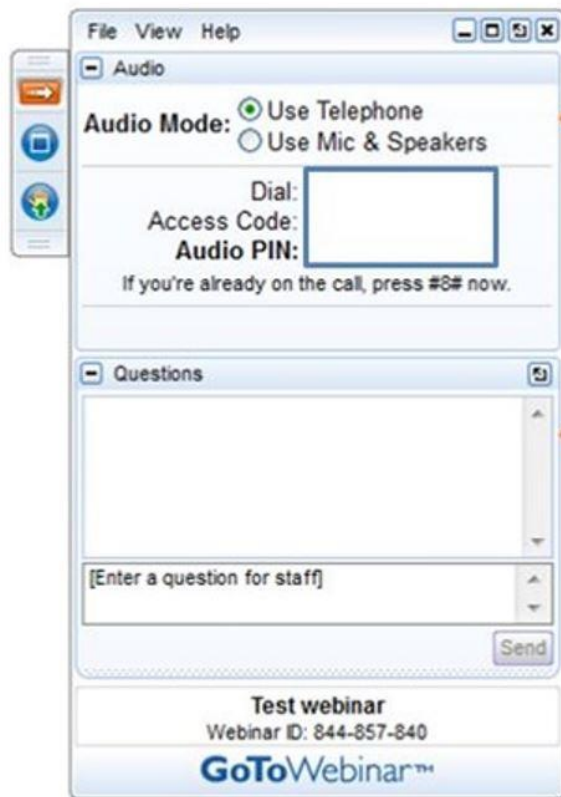 File View Help
Audio
Audio Mode: Use Telephone
Use Mic & Speakers
Dial:
Access Code:
Audio PIN:
If you're already on the call, press #8# now.
Questions
[Enter a question for staff]
Send
Test webinar
Webinar ID: 844-857-840
GoToWebinar™